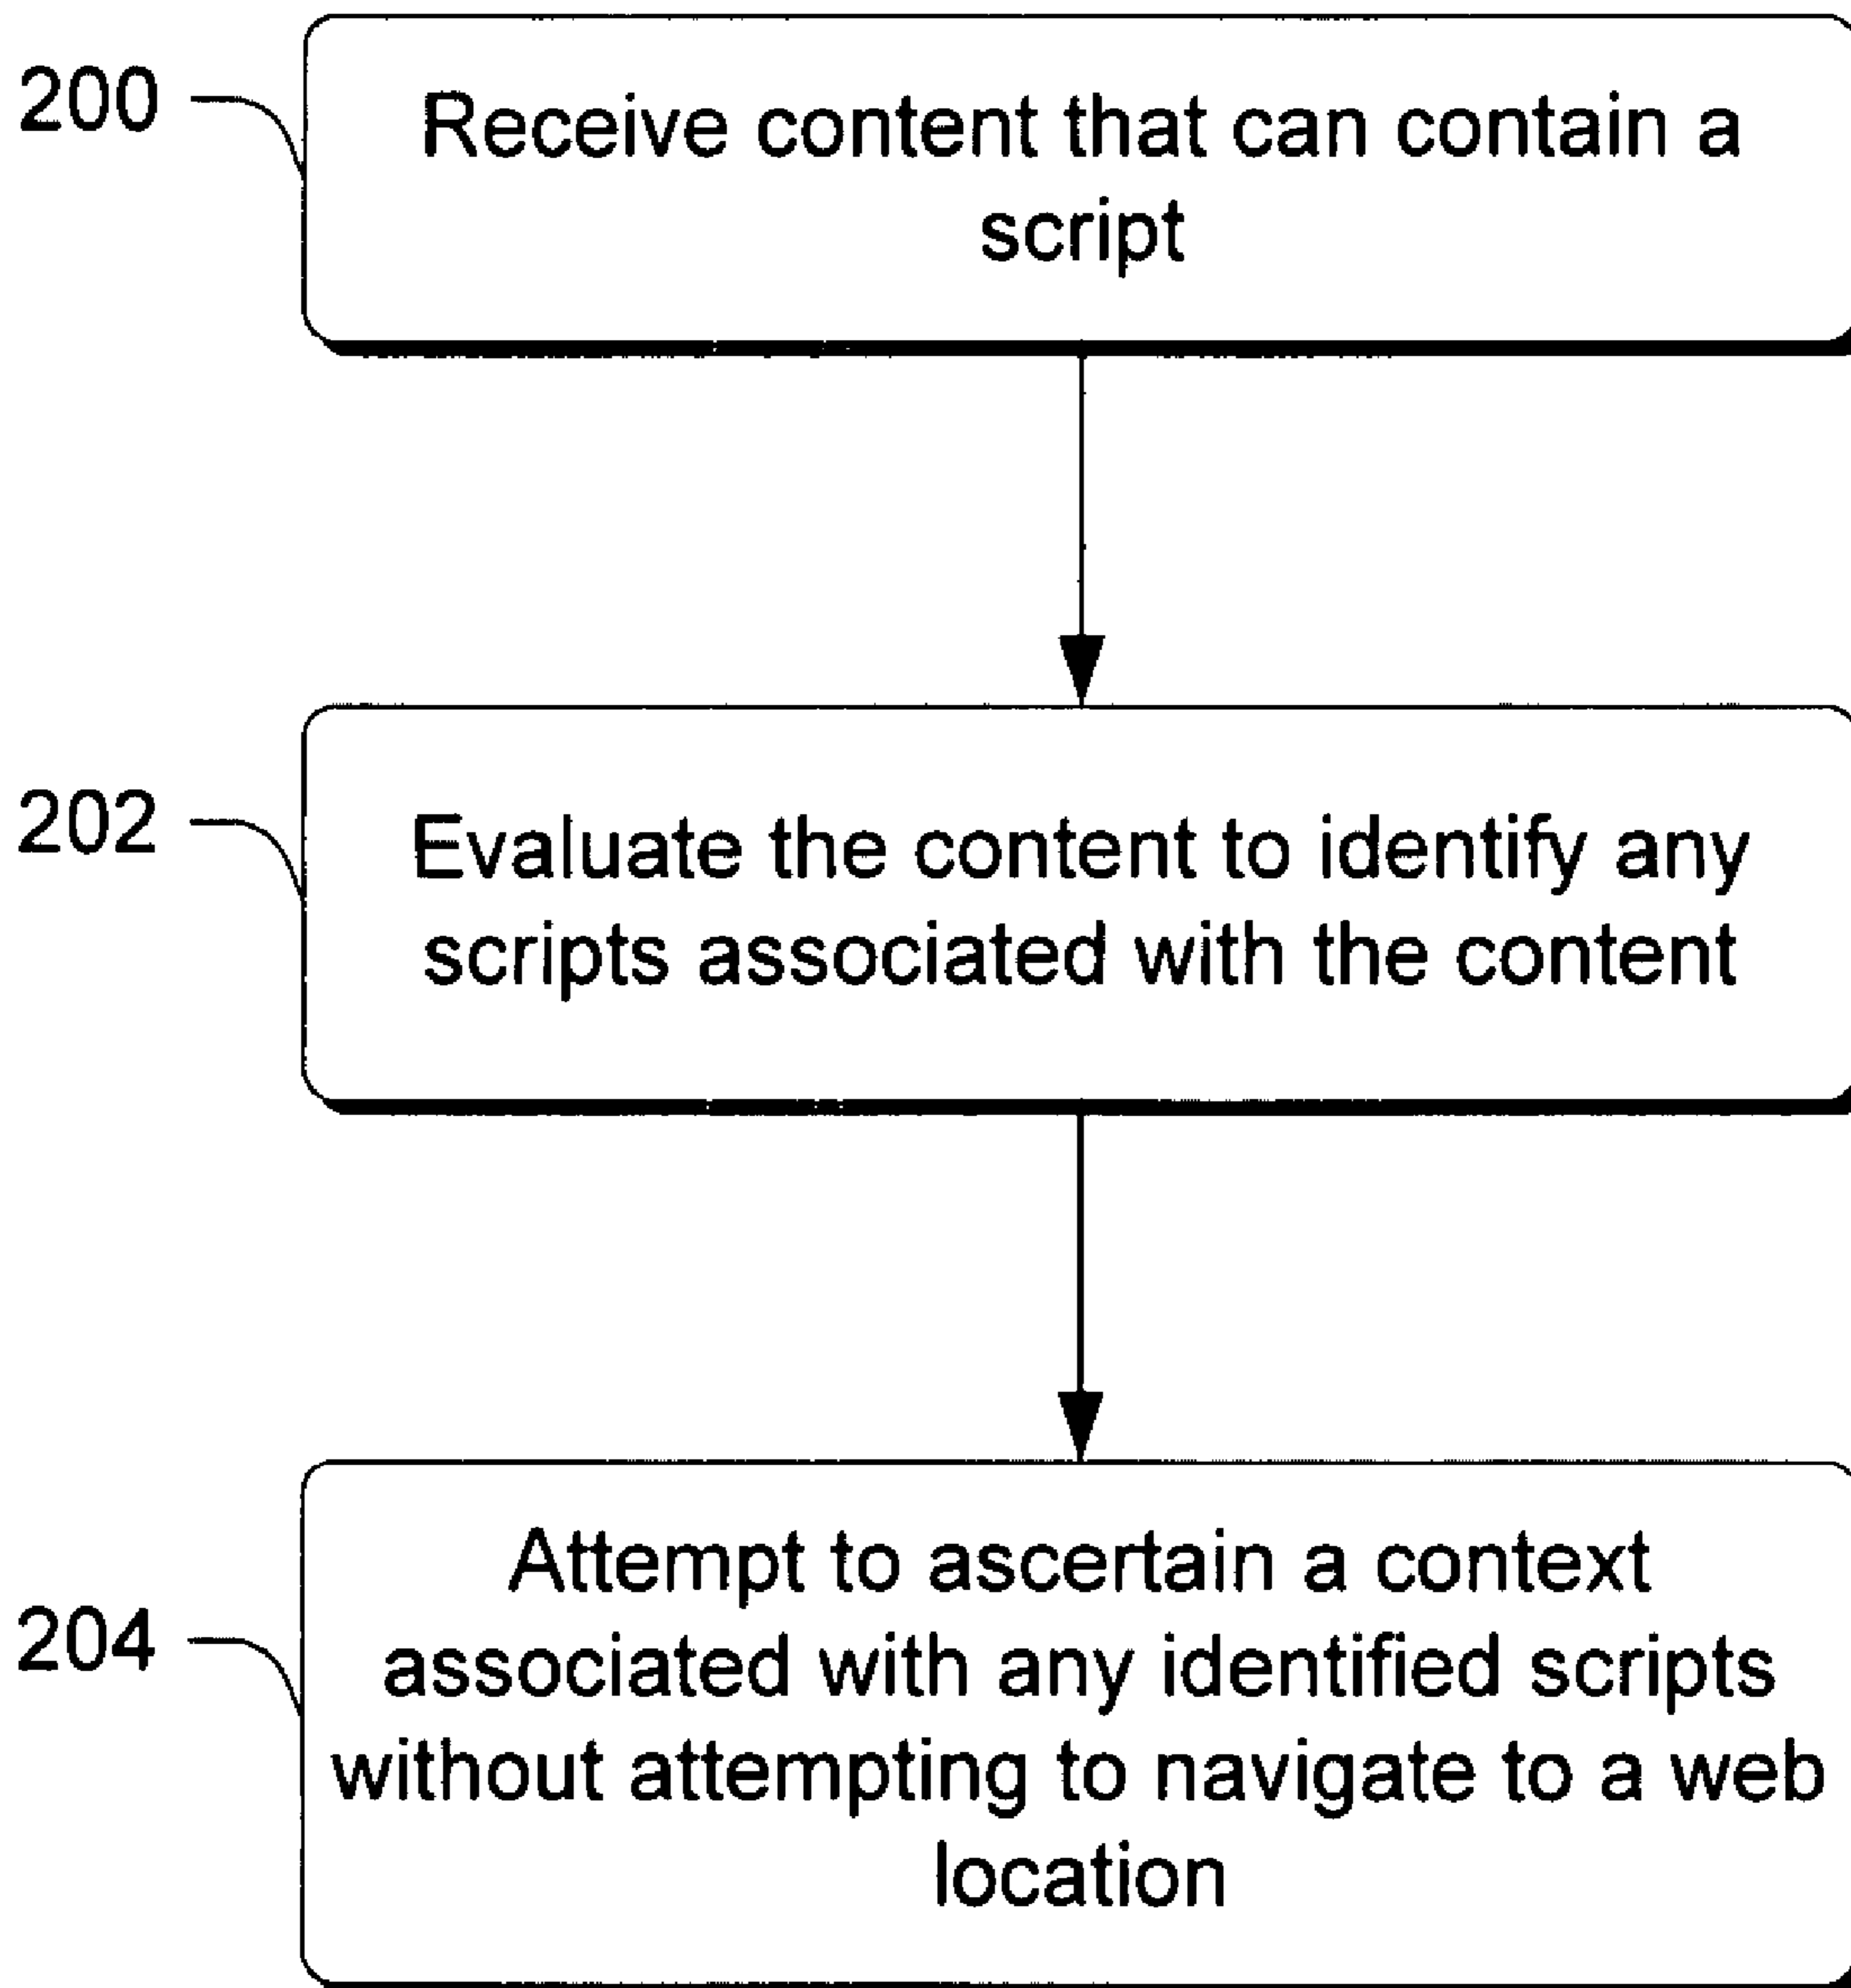 200
Receive content that can contain a
script
202
Evaluate the content to identify any
scripts associated with the content
204
Attempt to ascertain a context
associated with any identified scripts
without attempting to navigate to a web
location